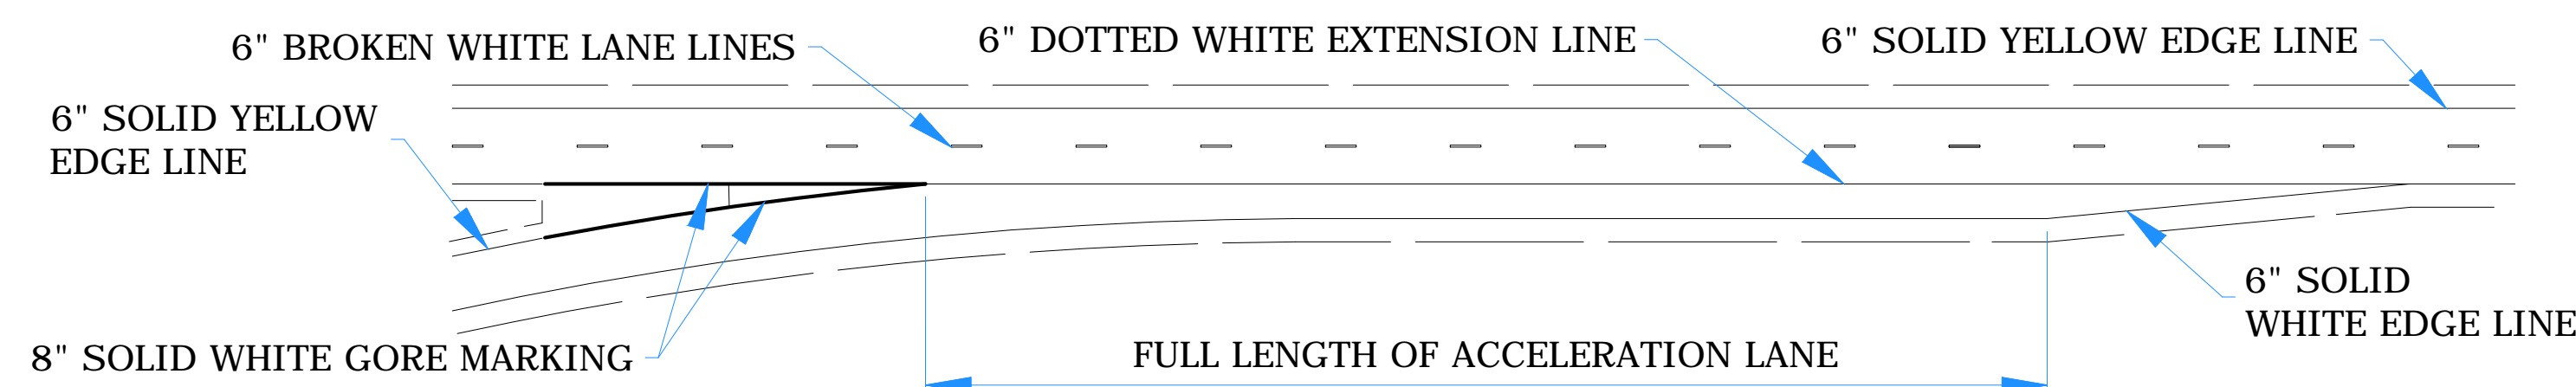 6" BROKEN WHITE LANE LINES
6" DOTTED WHITE EXTENSION LINE
6" SOLID YELLOW EDGE LINE
6" SOLID YELLOW
EDGE LINE
6" SOLID
WHITE EDGE LINE
8" SOLID WHITE GORE MARKING
FULL LENGTH OF ACCELERATION LANE